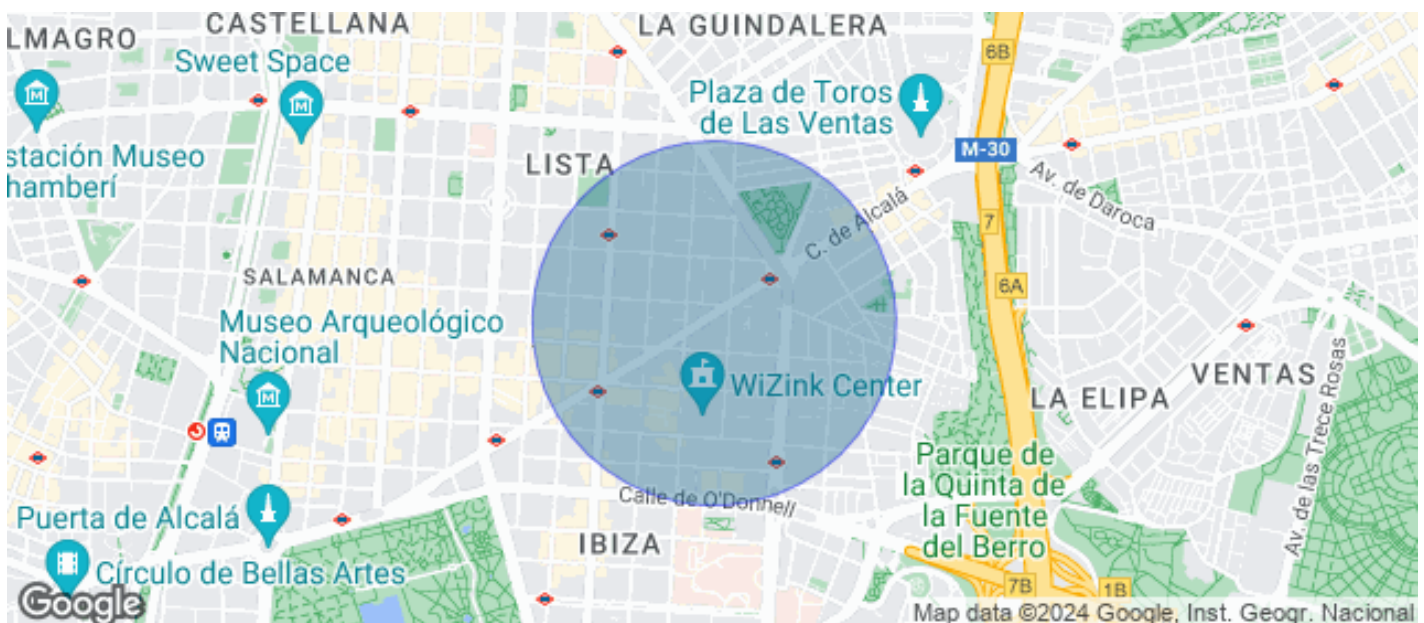 CASTELLANA
LA GUINDALERA
LMAGRO
6B
Sweet Space
Plaza de Toros
de Las Ventas
M-30
stación Museo
hamberí
LISTA
Av. de Daroca
C. de Alcalá
7
SALAMANCA
6A
Museo Arqueológico
Nacional
WiZink Center
VENTAS
LA ELIPA
Av. de las Trece Rosas
Parque de
la Quinta de
la Fuente
del Berro
Calle de O'Donnell
Puerta de Alcalá
IBIZA
Círculo de Bellas Artes
7B
1B
Google
Map data ©2024 Google, Inst. Geogr. Nacional